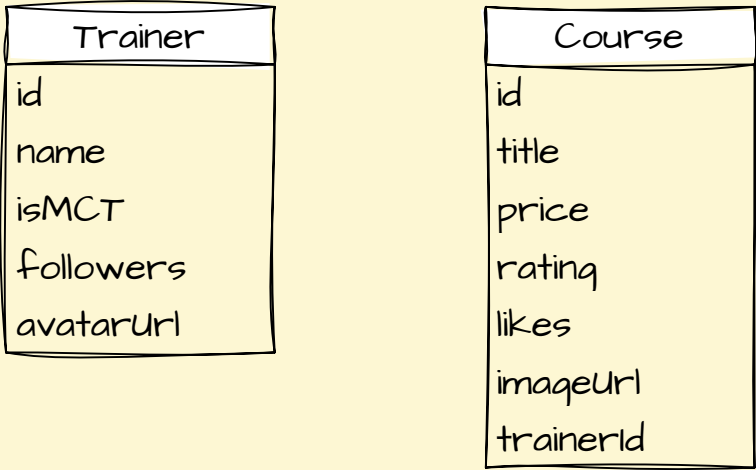 Trainer
id
name
isMCT
followers
avatarUrl
Course
id
title
price
rating
likes
imageUrl
trainerId